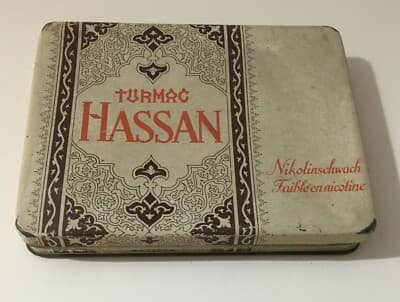 TURMAC
HASSAN
Nikotinschwach
Faible en nicotine